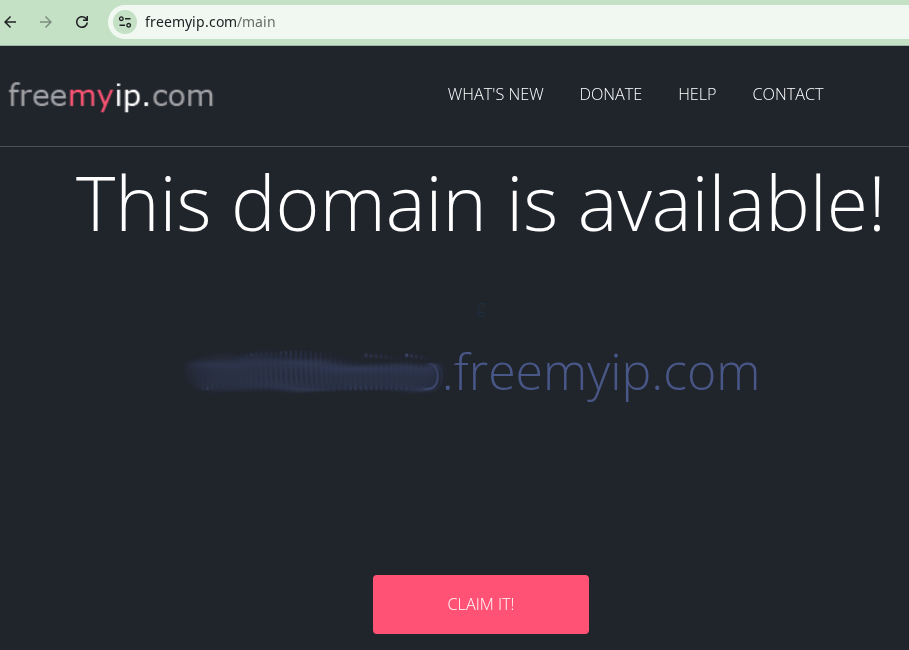 freemyip.com/main
freemyip.com
WHAT'S NEW DONATE HELP CONTACT
This domain is available!
.freemyip.com
CLAIM IT!